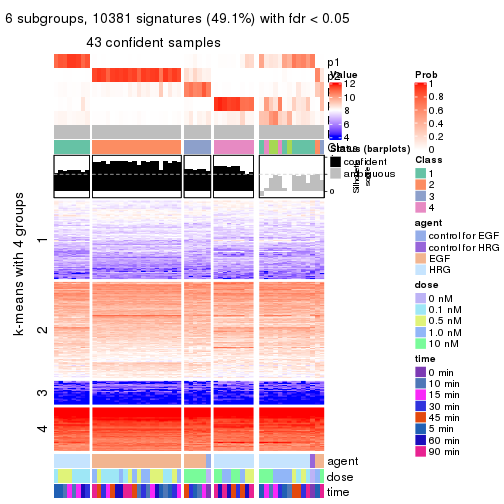 6 subgroups, 10381 signatures (49.1%) with fdr < 0.05
43 confident samples
p1
Value
12
10
8
6
4
Prob
1
0.8
0.6
0.4
0.2
0
Status (barplots)
confident
ambiguous
Class
1
2
3
4
agent
control for EGF
control for HRG
EGF
HRG
dose
0 nM
0.1 nM
0.5 nM
1.0 nM
10 nM
time
0 min
10 min
15 min
30 min
45 min
5 min
60 min
90 min
k-means with 4 groups
1
2
3
4
agent
dose
time